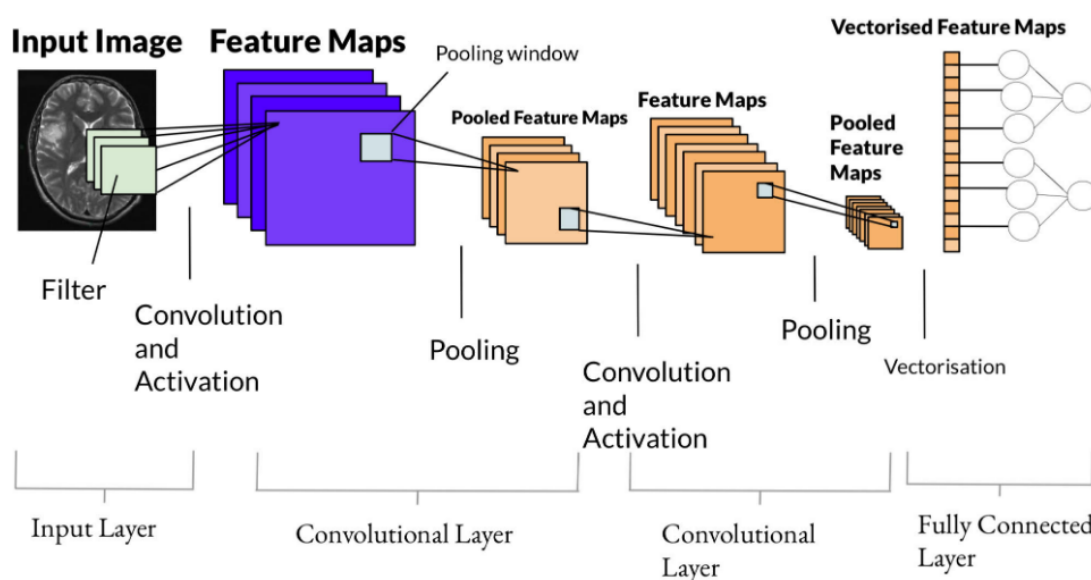 Input Image
Feature Maps
Pooling window
Pooled Feature Maps
Feature Maps
Pooled
Feature
Maps
Vectorised Feature Maps
Filter
Convolution
and
Activation
Pooling
Convolution
and
Activation
Pooling
Vectorisation
Input Layer
Convolutional Layer
Convolutional
Layer
Fully Connected
Layer